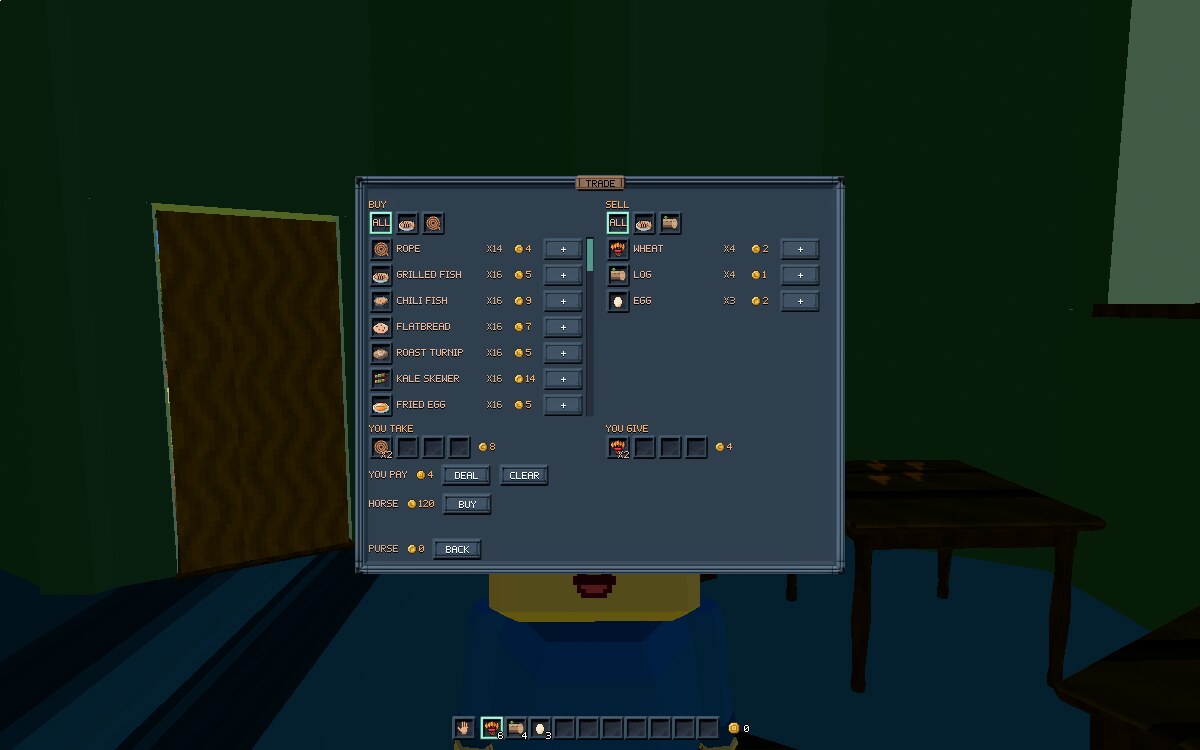 TRADE
BUY
SELL
ALL
ALL
ROPE X14 4 +
WHEAT X4 2 +
GRILLED FISH X16 5 +
LOG X4 1 +
CHILI FISH X16 9 +
EGG X3 2 +
FLATBREAD X16 7 +
ROAST TURNIP X16 5 +
KALE SKEWER X16 14 +
FRIED EGG X16 5 +
YOU TAKE
YOU GIVE
X2 8
X2 4
YOU PAY 4 DEAL CLEAR
HORSE 120 BUY
PURSE 0 BACK
6 4 3 0